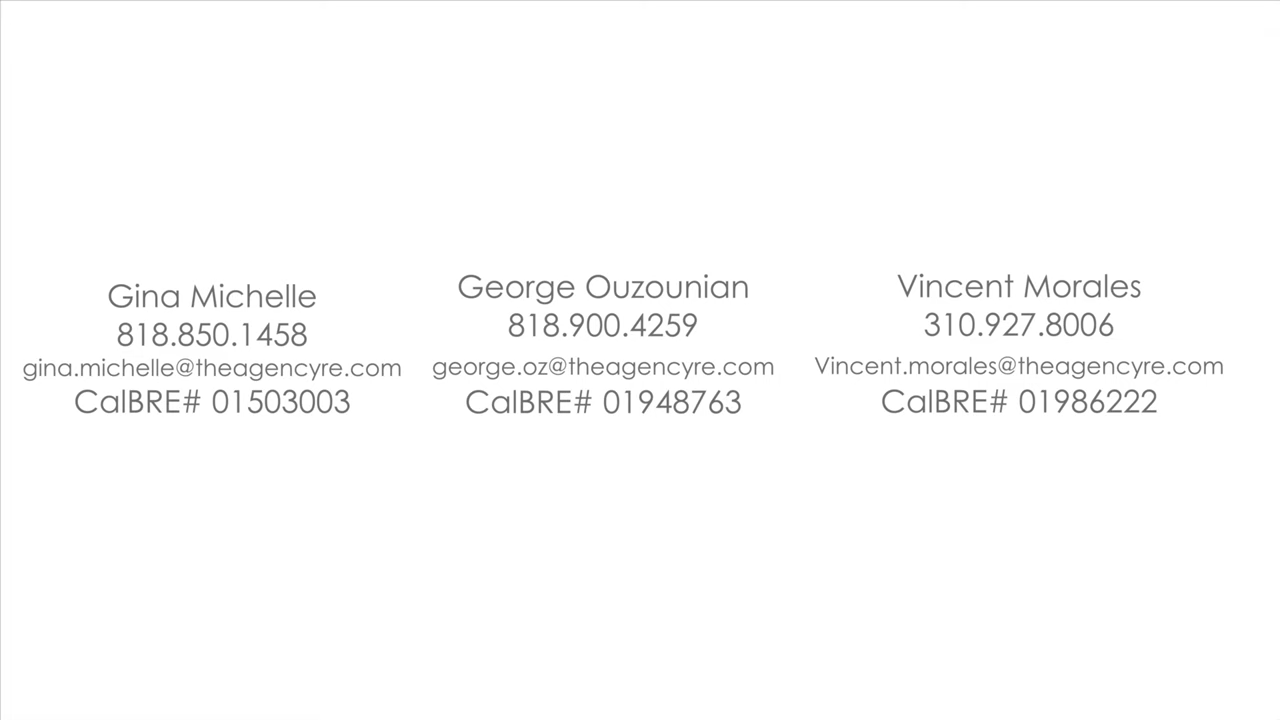 Gina Michelle
818.850.1458
gina.michelle@theagencyre.com
CalBRE# 01503003
George Ouzounian
818.900.4259
george.oz@theagencyre.com
CalBRE# 01948763
Vincent Morales
310.927.8006
Vincent.morales@theagencyre.com
CalBRE# 01986222